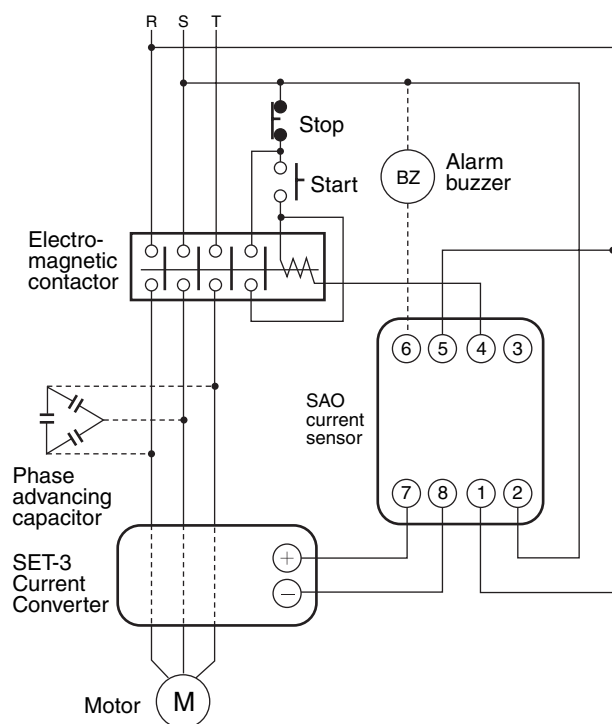 R S T
Stop
Start
BZ
Alarm
buzzer
Electro-
magnetic
contactor
6 5 4 3
SAO
current
sensor
7 8 1 2
Phase
advancing
capacitor
SET-3
Current
Converter
+
−
Motor
M